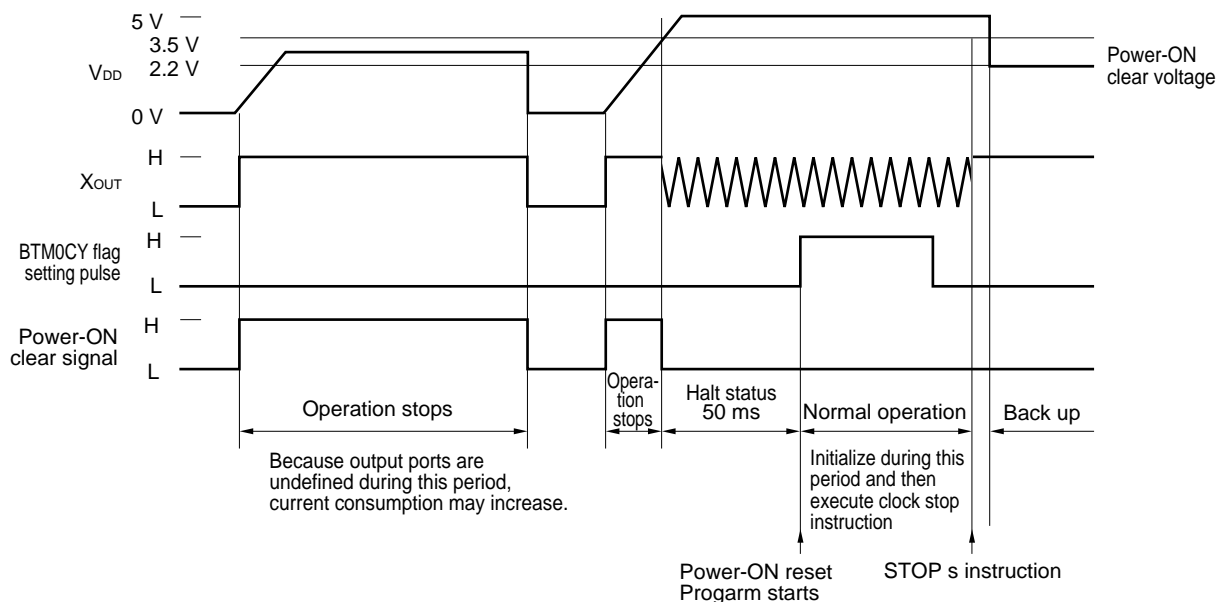 5 V
3.5 V
VDD
2.2 V
0 V
Power-ON
clear voltage
H
XOUT
L
H
BTM0CY flag
setting pulse
L
H
Power-ON
clear signal
L
Operation stops
Opera-
tion
stops
Halt status
50 ms
Normal operation
Back up
Because output ports are
undefined during this period,
current consumption may increase.
Initialize during this
period and then
execute clock stop
instruction
Power-ON reset
Progarm starts
STOP s instruction